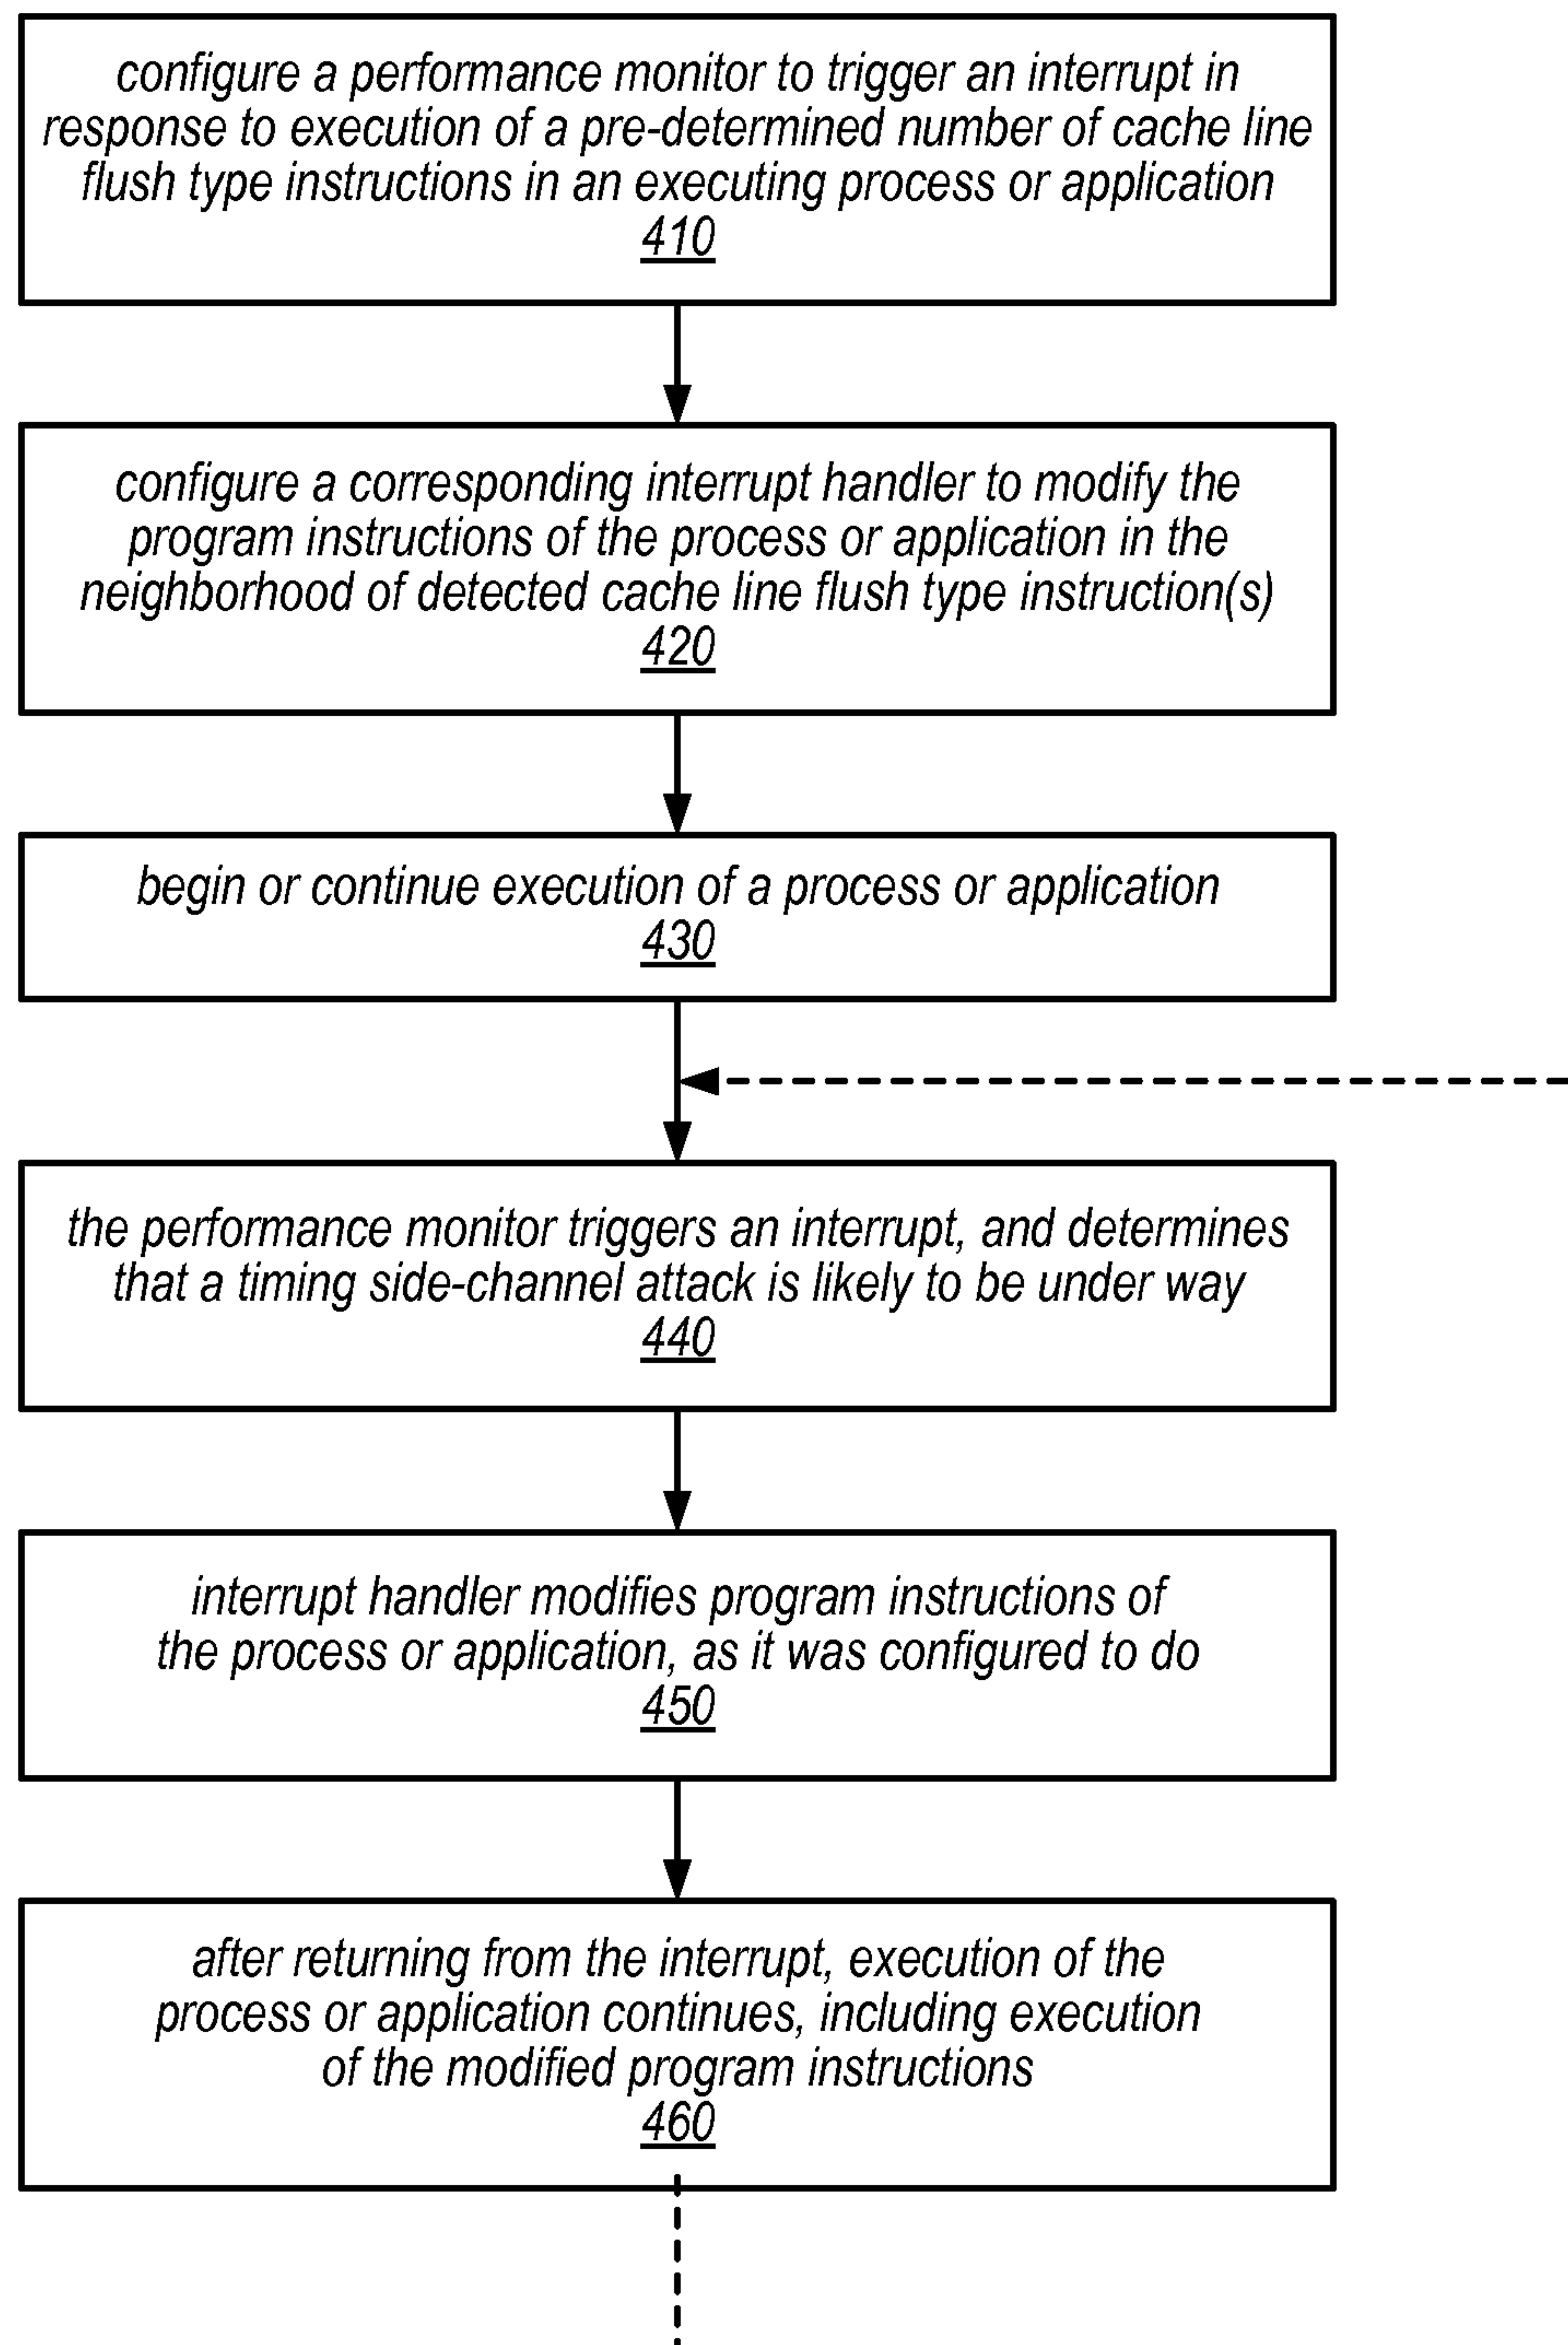 configure a performance monitor to trigger an interrupt in
response to execution of a pre-determined number of cache line
flush type instructions in an executing process or application
410
configure a corresponding interrupt handler to modify the
program instructions of the process or application in the
neighborhood of detected cache line flush type instruction(s)
420
begin or continue execution of a process or application
430
the performance monitor triggers an interrupt, and determines
that a timing side-channel attack is likely to be under way
440
interrupt handler modifies program instructions of
the process or application, as it was configured to do
450
after returning from the interrupt, execution of the
process or application continues, including execution
of the modified program instructions
460